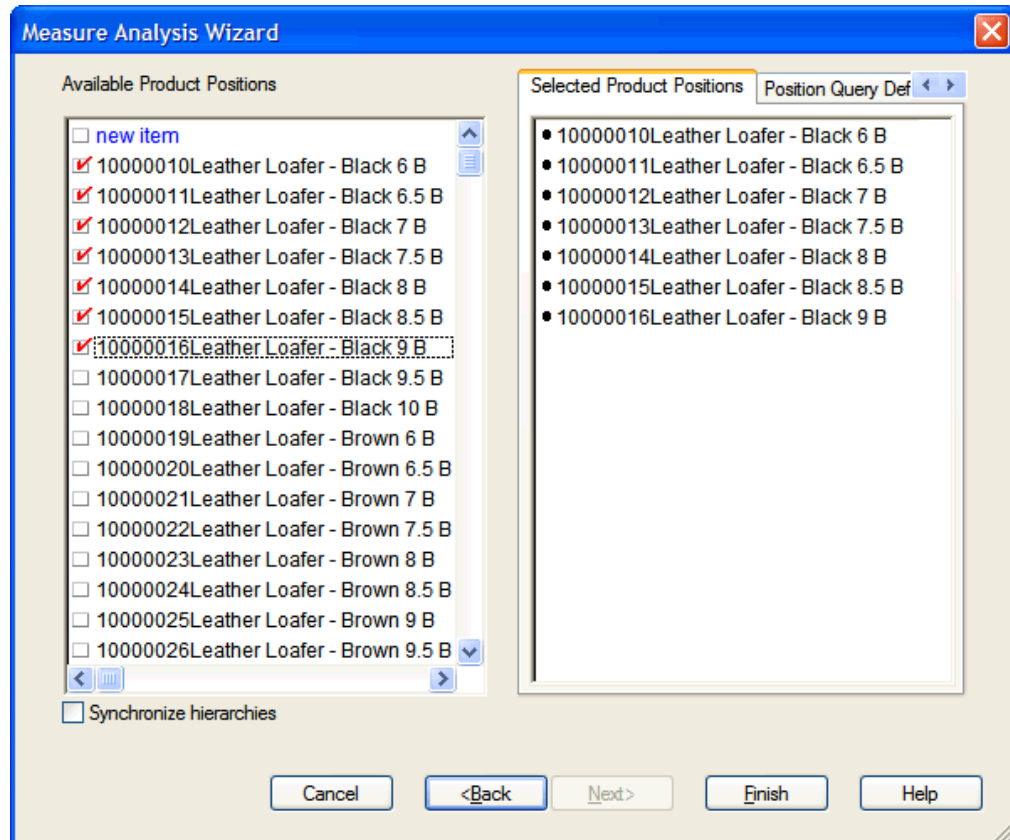 Measure Analysis Wizard
Available Product Positions
new item
10000010Leather Loafer - Black 6 B
10000011Leather Loafer - Black 6.5 B
10000012Leather Loafer - Black 7 B
10000013Leather Loafer - Black 7.5 B
10000014Leather Loafer - Black 8 B
10000015Leather Loafer - Black 8.5 B
10000016Leather Loafer - Black 9 B
10000017Leather Loafer - Black 9.5 B
10000018Leather Loafer - Black 10 B
10000019Leather Loafer - Brown 6 B
10000020Leather Loafer - Brown 6.5 B
10000021Leather Loafer - Brown 7 B
10000022Leather Loafer - Brown 7.5 B
10000023Leather Loafer - Brown 8 B
10000024Leather Loafer - Brown 8.5 B
10000025Leather Loafer - Brown 9 B
10000026Leather Loafer - Brown 9.5 B
Synchronize hierarchies
Selected Product Positions
Position Query Def
10000010Leather Loafer - Black 6 B
10000011Leather Loafer - Black 6.5 B
10000012Leather Loafer - Black 7 B
10000013Leather Loafer - Black 7.5 B
10000014Leather Loafer - Black 8 B
10000015Leather Loafer - Black 8.5 B
10000016Leather Loafer - Black 9 B
Cancel
<Back
Next>
Finish
Help